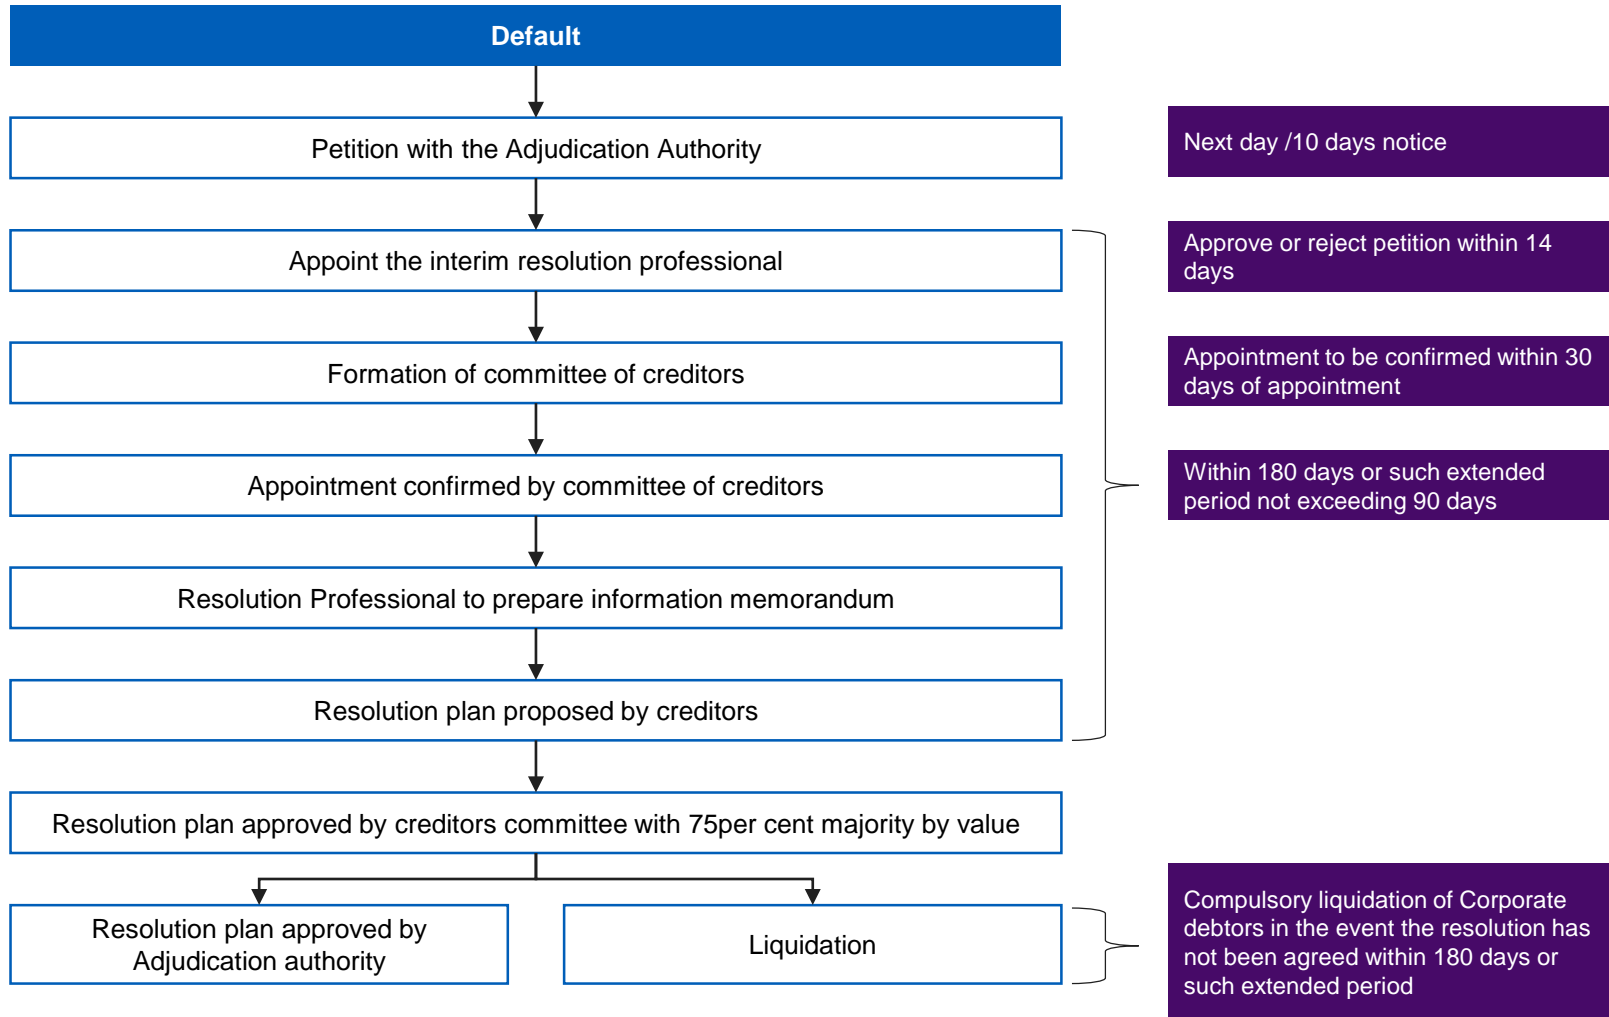 Default
Petition with the Adjudication Authority
Next day /10 days notice
Appoint the interim resolution professional
Approve or reject petition within 14
days
Formation of committee of creditors
Appointment to be confirmed within 30
days of appointment
Appointment confirmed by committee of creditors
Within 180 days or such extended
period not exceeding 90 days
Resolution Professional to prepare information memorandum
Resolution plan proposed by creditors
Resolution plan approved by creditors committee with 75per cent majority by value
Resolution plan approved by
Adjudication authority
Liquidation
Compulsory liquidation of Corporate
debtors in the event the resolution has
not been agreed within 180 days or
such extended period